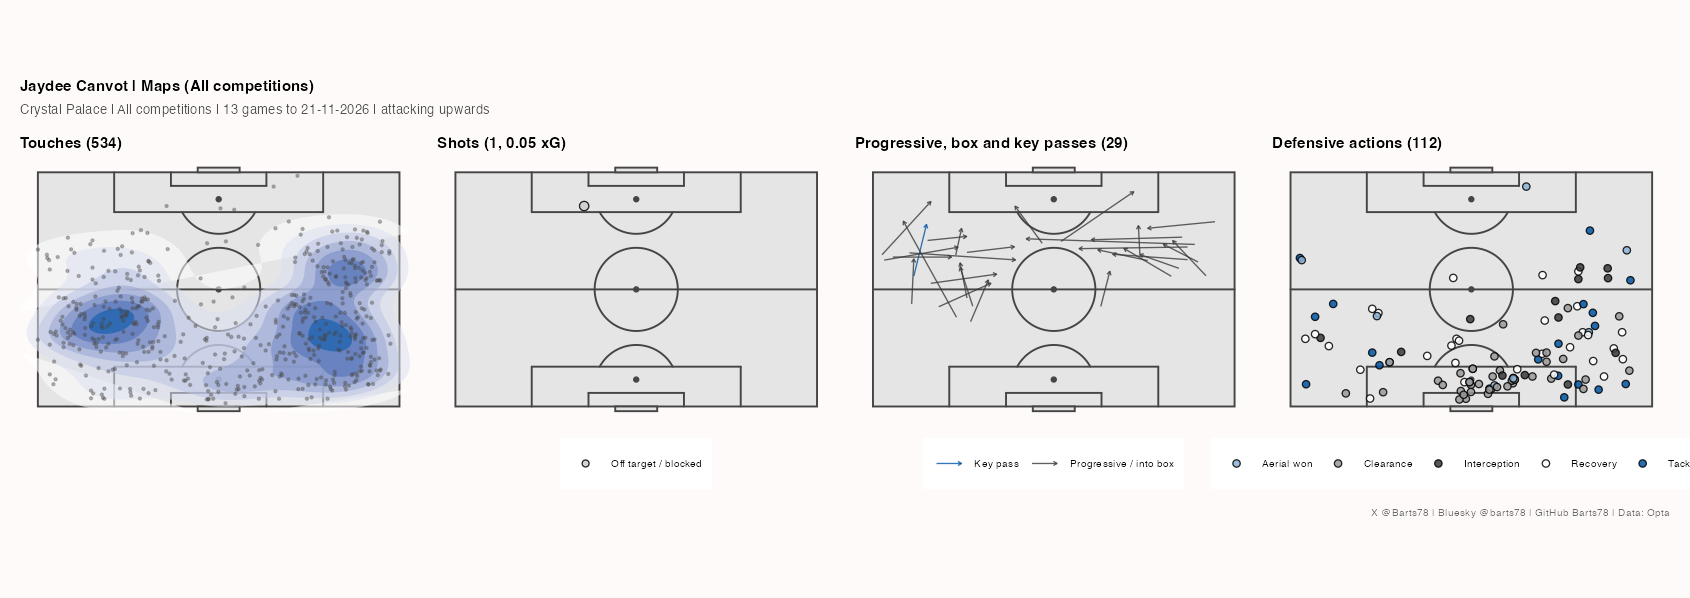 Jaydee Canvot | Maps (All competitions)
Crystal Palace | All competitions | 13 games to 21-11-2026 | attacking upwards
Touches (534)
Shots (1, 0.05 xG)
Progressive, box and key passes (29)
Defensive actions (112)
Off target / blocked
Key pass
Progressive / into box
Aerial won
Clearance
Interception
Recovery
Tack
X @Barts78 | Bluesky @barts78 | GitHub Barts78 | Data: Opta